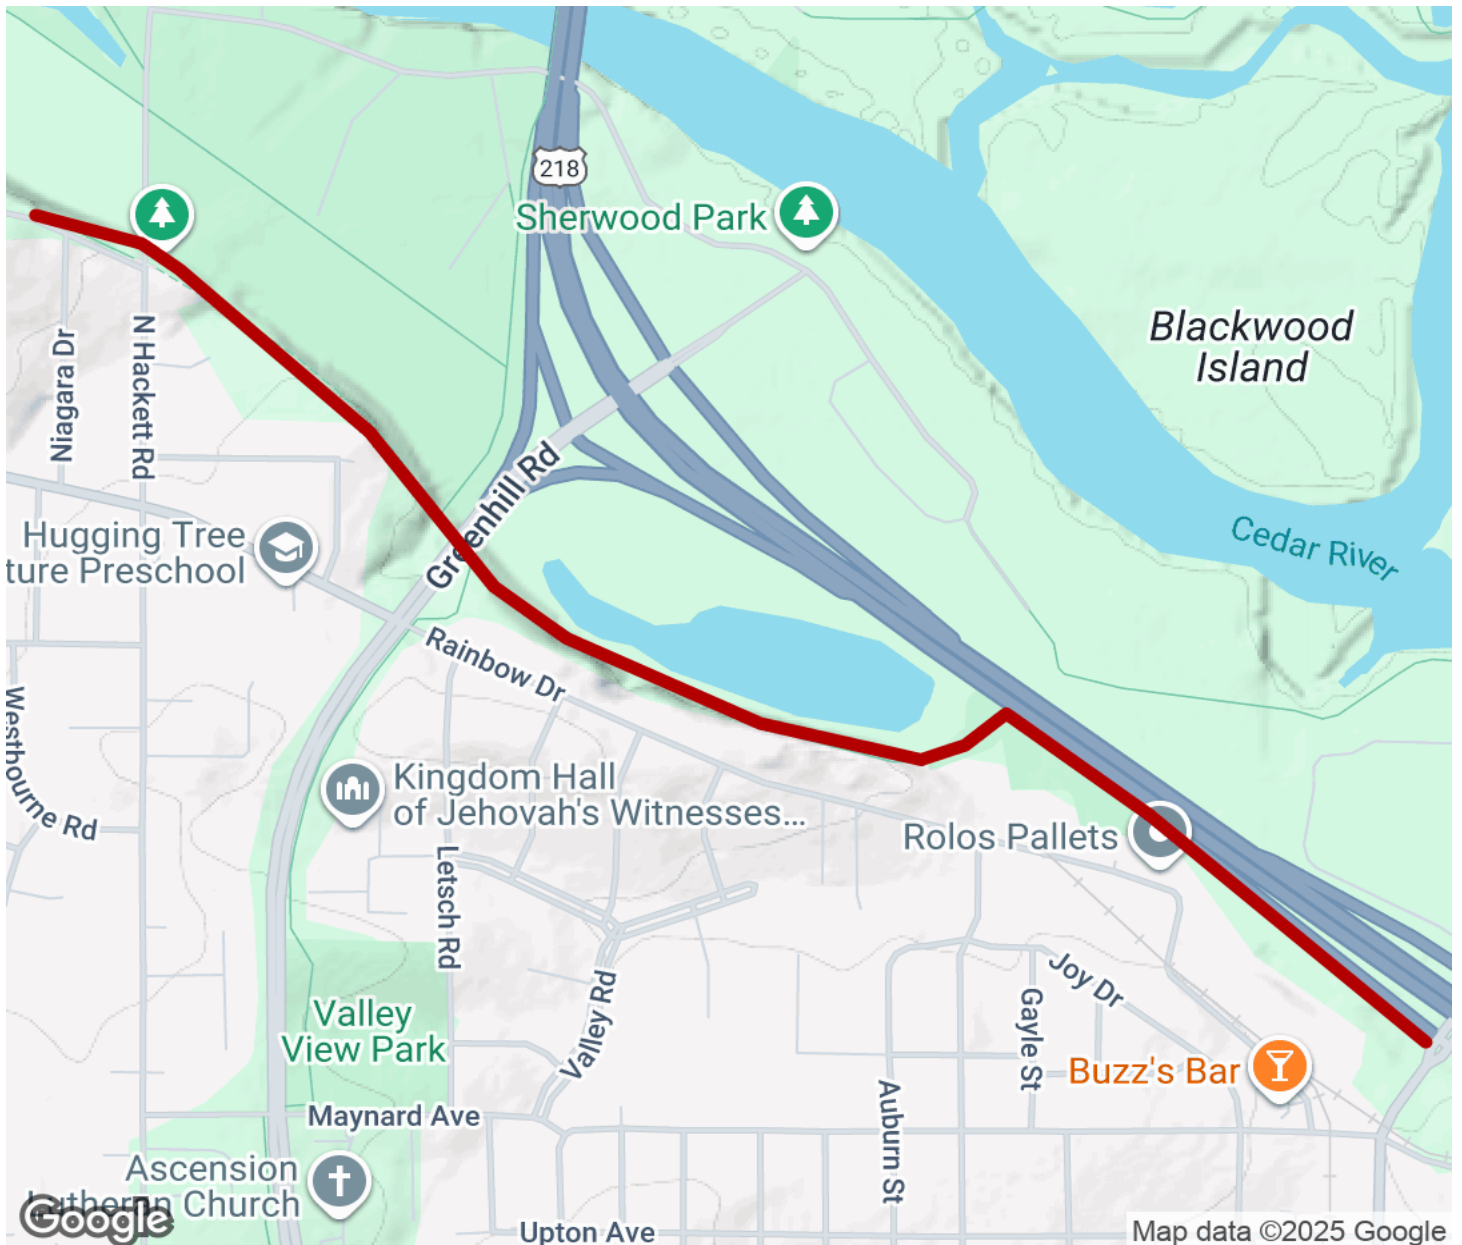 218
Sherwood Park
Blackwood
Island
Niagara Dr
N Hackett Rd
Greenhill Rd
Cedar River
Hugging Tree
ture Preschool
Rainbow Dr
Westbourne Rd
Kingdom Hall
of Jehovah's Witnesses...
Rolos Pallets
Letsch Rd
Valley Rd
Joy Dr
Gayle St
Valley
View Park
Buzz's Bar
Auburn St
Maynard Ave
Ascension
Lutheran Church
Google
Upton Ave
Map data ©2025 Google